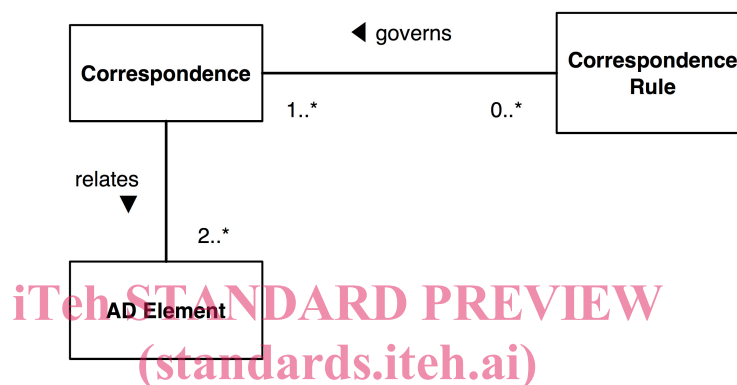 ◀ governs
Correspondence
Correspondence
Rule
1..*
0..*
relates
▼
2..*
AD Element
iTeh STANDARD PREVIEW
(standards.iteh.ai)